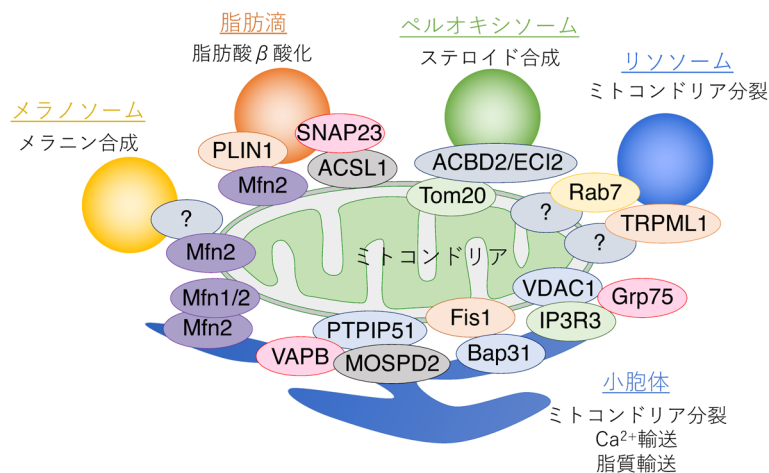 脂肪滴
脂肪酸β酸化
ペルオキシソーム
ステロイド合成
リソソーム
ミトコンドリア分裂
メラノソーム
メラニン合成
SNAP23
PLIN1
ACSL1
Mfn2
ACBD2/ECI2
Tom20
Rab7
?
TRPML1
?
?
Mfn2
ミトコンドリア
Mfn1/2
Mfn2
VDAC1
Grp75
IP3R3
Fis1
PTPIP51
VAPB
MOSPD2
Bap31
小胞体
ミトコンドリア分裂
Ca²⁺輸送
脂質輸送